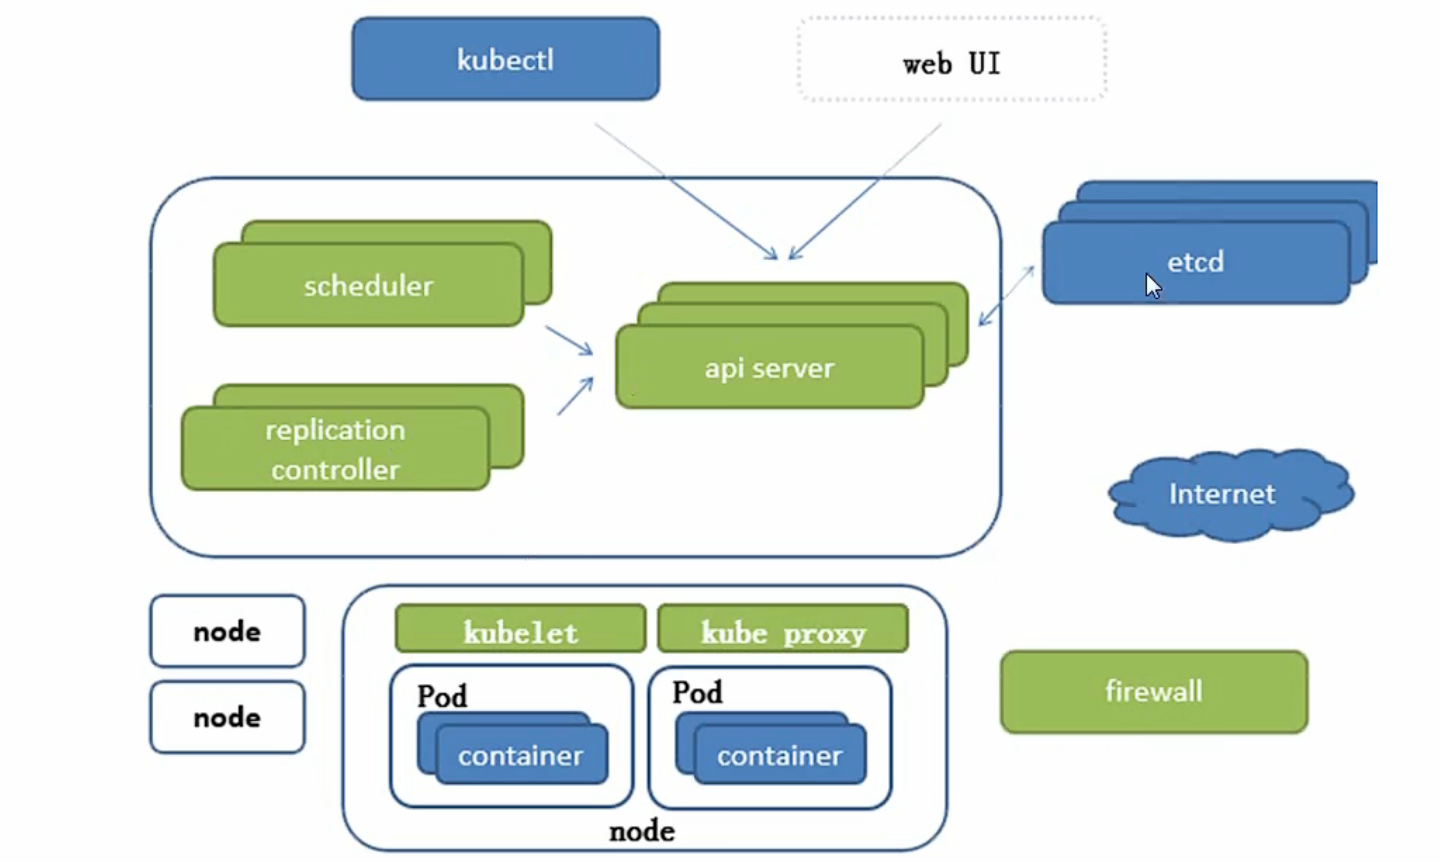 kubectl
web UI
scheduler
etcd
api server
replication
controller
Internet
node
kubelet
kube proxy
node
Pod
Pod
container
container
firewall
node